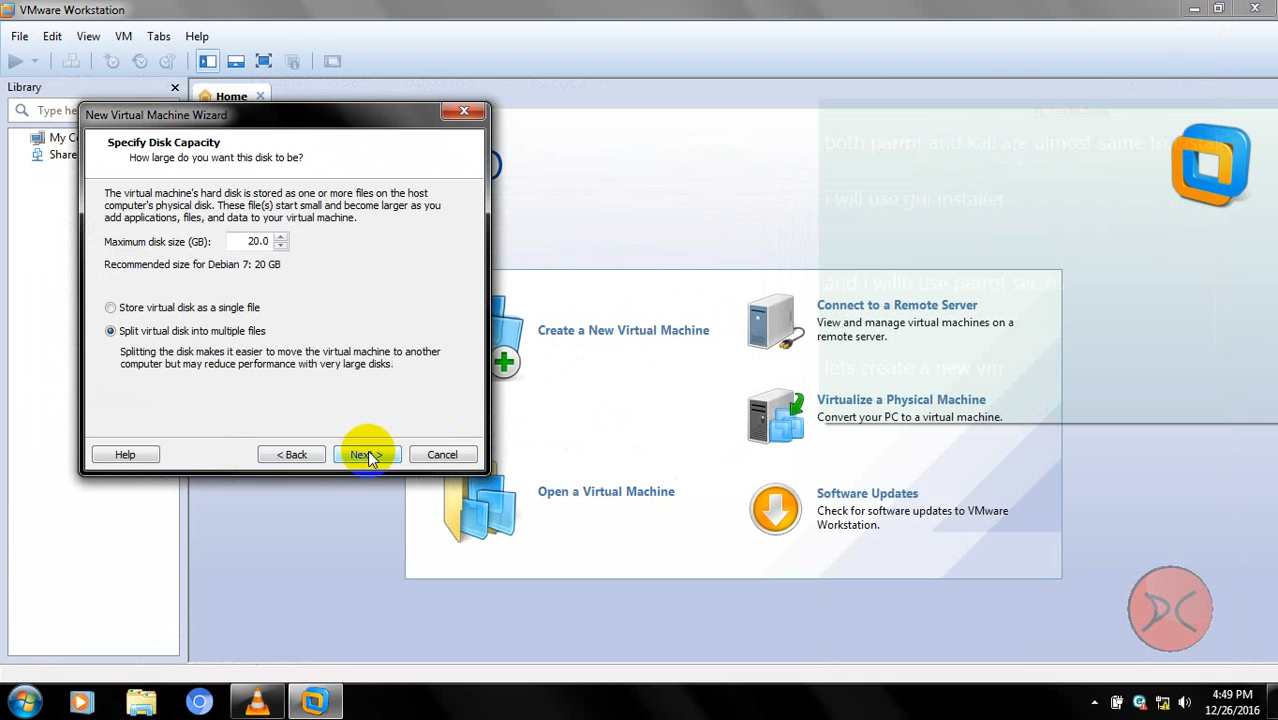 VMware Workstation
File Edit View VM Tabs Help
Library
Home
Type he
My C
Share
New Virtual Machine Wizard
Specify Disk Capacity
How large do you want this disk to be?
The virtual machine's hard disk is stored as one or more files on the host
computer's physical disk. These file(s) start small and become larger as you
add applications, files, and data to your virtual machine.
Maximum disk size (GB): 20.0
Recommended size for Debian 7: 20 GB
Store virtual disk as a single file
Split virtual disk into multiple files
Splitting the disk makes it easier to move the virtual machine to another
computer but may reduce performance with very large disks.
Help < Back Next > Cancel
both parrot and kali are almost same to install
i will use gui installer
and i willb use parrot sec os
lets create a new vm
Create a New Virtual Machine
Open a Virtual Machine
Connect to a Remote Server
View and manage virtual machines on a
remote server.
Virtualize a Physical Machine
Convert your PC to a virtual machine.
Software Updates
Check for software updates to VMware
Workstation.
DC
4:49 PM
12/26/2016